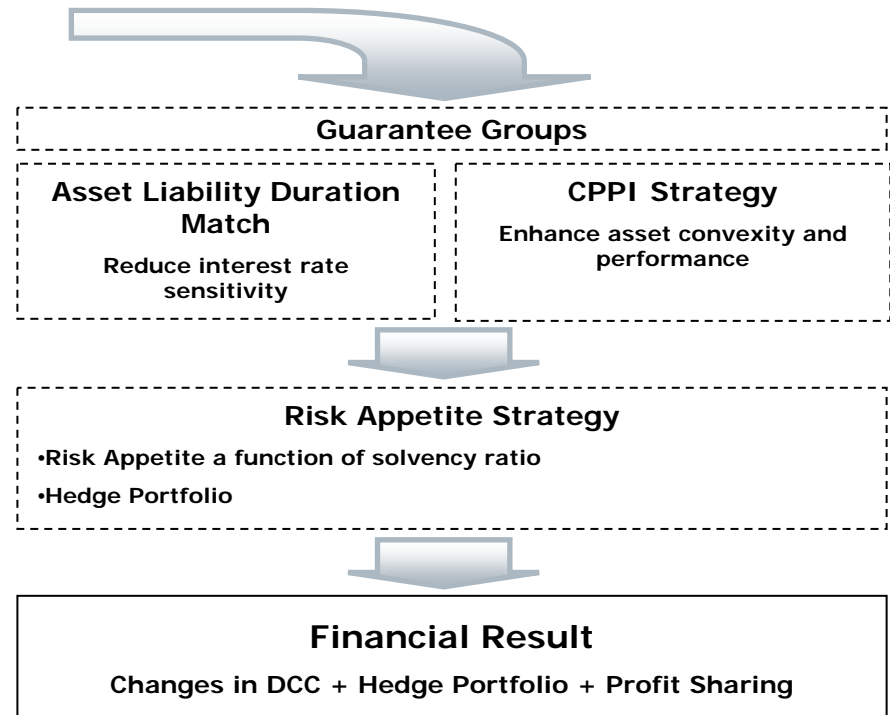 Guarantee Groups
Asset Liability Duration
Match
Reduce interest rate
sensitivity
CPPI Strategy
Enhance asset convexity and
performance
Risk Appetite Strategy
•Risk Appetite a function of solvency ratio
•Hedge Portfolio
Financial Result
Changes in DCC + Hedge Portfolio + Profit Sharing